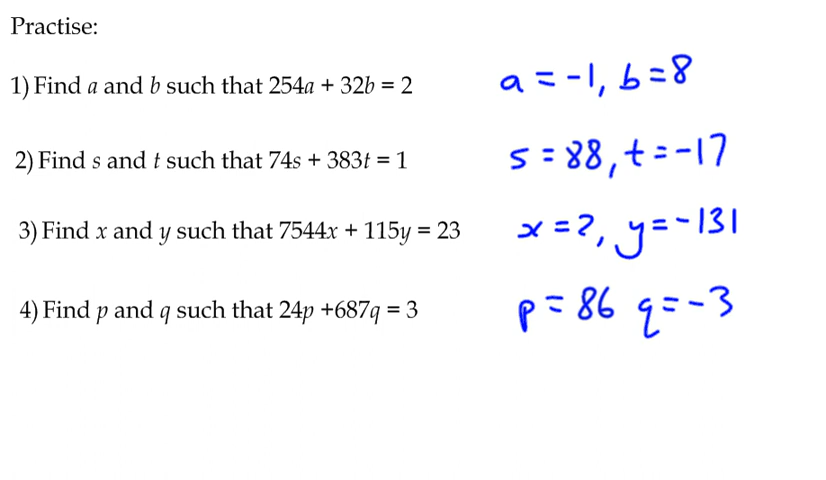 Practise:
1) Find a and b such that 254a + 32b = 2 a = -1, b = 8
2) Find s and t such that 74s + 383t = 1 s = 88, t = -17
3) Find x and y such that 7544x + 115y = 23 x = 2, y = -131
4) Find p and q such that 24p +687q = 3 p = 86 q = -3